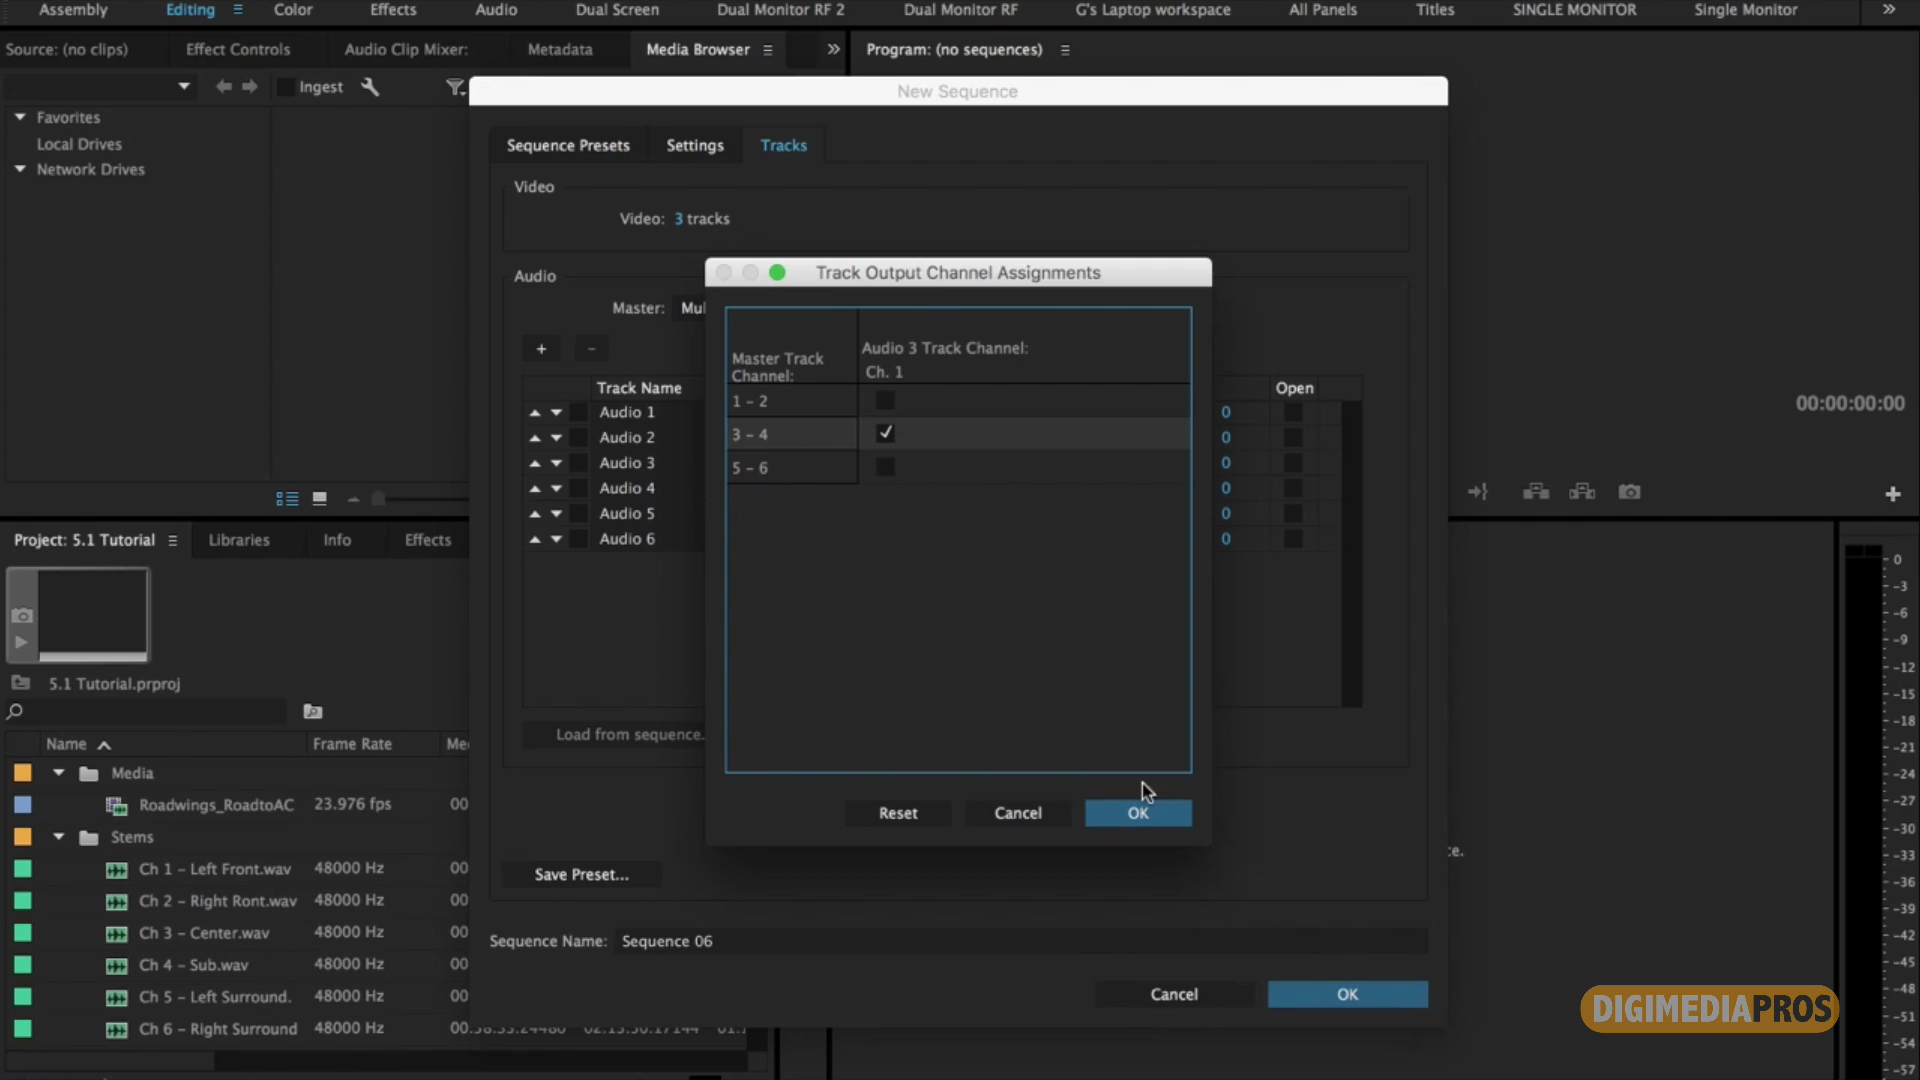 Assembly Editing Color Effects Audio Dual Screen Dual Monitor RF 2 Dual Monitor RF G's Laptop workspace All Panels Titles SINGLE MONITOR Single Monitor
Source: (no clips) Effect Controls Audio Clip Mixer: Metadata Media Browser Program: (no sequences)
Ingest
Favorites
Local Drives
Network Drives
New Sequence
Sequence Presets Settings Tracks
Video
Video: 3 tracks
Audio
Master: Mul
+ -
Track Name Open
Audio 1 0
Audio 2 0
Audio 3 0
Audio 4 0
Audio 5 0
Audio 6 0
Load from sequence.
Save Preset...
Sequence Name: Sequence 06
Cancel OK
Track Output Channel Assignments
Master Track
Channel:
Audio 3 Track Channel:
Ch. 1
1 - 2
3 - 4
5 - 6
Reset Cancel OK
00:00:00:00
ce.
Project: 5.1 Tutorial Libraries Info Effects
5.1 Tutorial.prproj
Name Frame Rate Me
Media
Roadwings_RoadtoAC 23.976 fps 00
Stems
Ch 1 - Left Front.wav 48000 Hz 00
Ch 2 - Right Ront.wav 48000 Hz 00
Ch 3 - Center.wav 48000 Hz 00
Ch 4 - Sub.wav 48000 Hz 00
Ch 5 - Left Surround. 48000 Hz 00
Ch 6 - Right Surround 48000 Hz
0
-3
-6
-9
-12
-15
-18
-21
-24
-27
-30
-33
-36
-39
-42
-45
-48
-51
-54
-57
DIGIMEDIAPROS